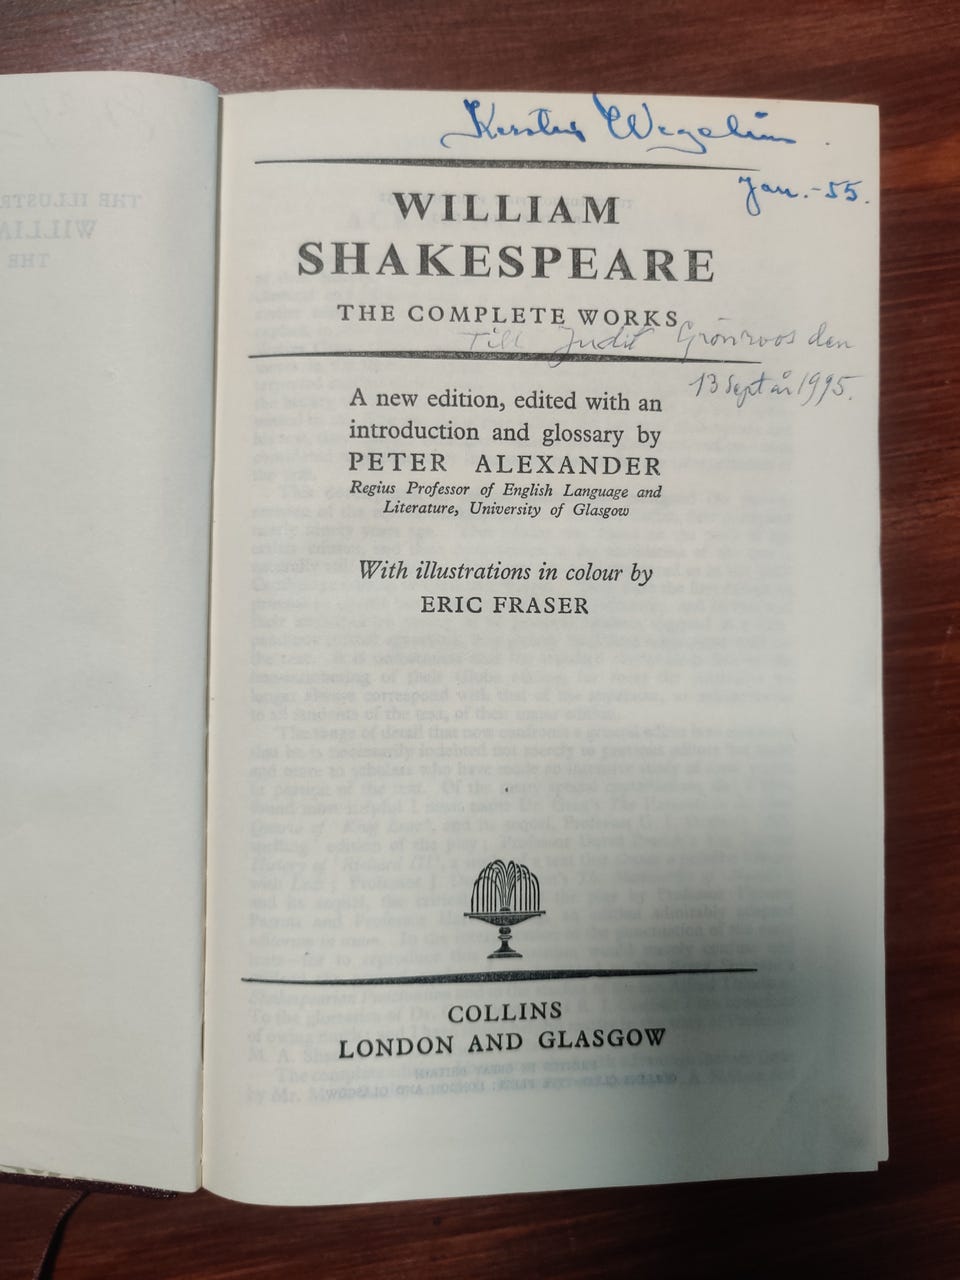 Wegelius.
Jan.-55.
WILLIAM
SHAKESPEARE
THE COMPLETE WORKS
Till Judit Grönroos den
13 Sept år 1995.
A new edition, edited with an
introduction and glossary by
PETER ALEXANDER
Regius Professor of English Language and
Literature, University of Glasgow
With illustrations in colour by
ERIC FRASER
COLLINS
LONDON AND GLASGOW